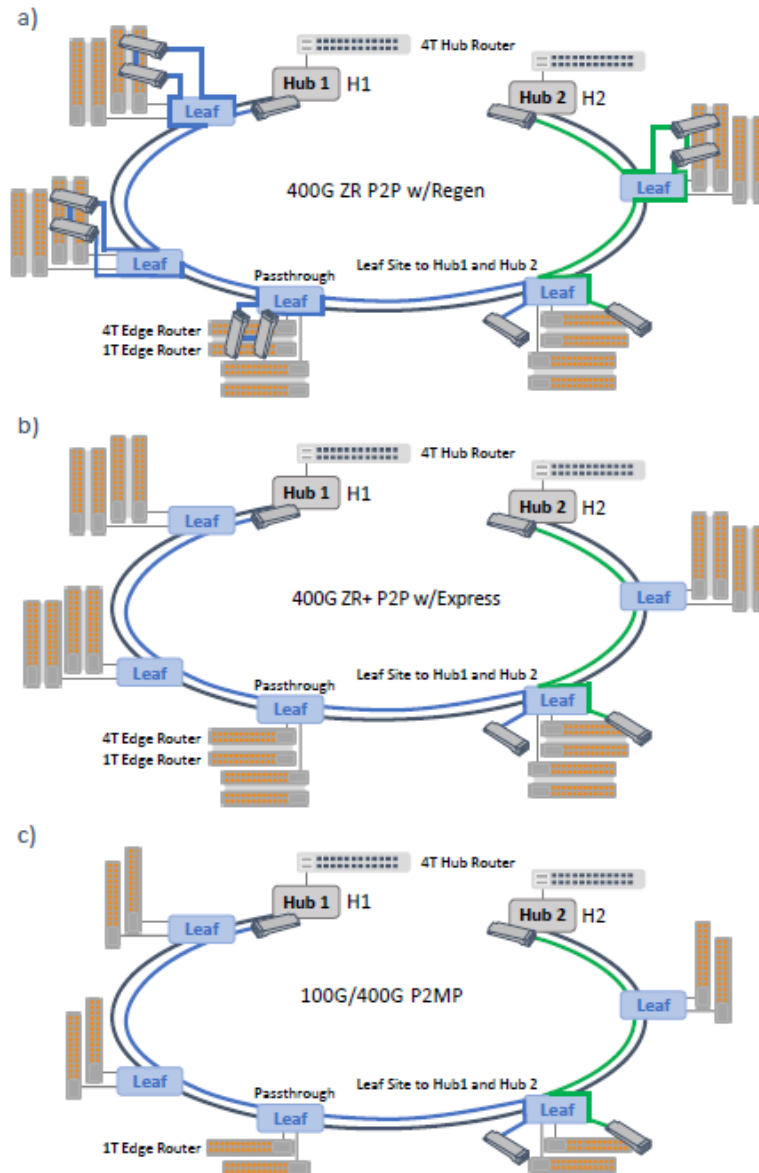 a)
4T Hub Router
Hub 1 H1
Hub 2 H2
Leaf
Leaf
400G ZR P2P w/Regen
Leaf
Passthrough
Leaf Site to Hub1 and Hub 2
Leaf
Leaf
4T Edge Router
1T Edge Router
b)
4T Hub Router
Hub 1 H1
Hub 2 H2
Leaf
Leaf
400G ZR+ P2P w/Express
Leaf
Passthrough
Leaf Site to Hub1 and Hub 2
Leaf
Leaf
4T Edge Router
1T Edge Router
c)
4T Hub Router
Hub 1 H1
Hub 2 H2
Leaf
100G/400G P2MP
Leaf
Leaf
Passthrough
Leaf Site to Hub1 and Hub 2
Leaf
Leaf
1T Edge Router